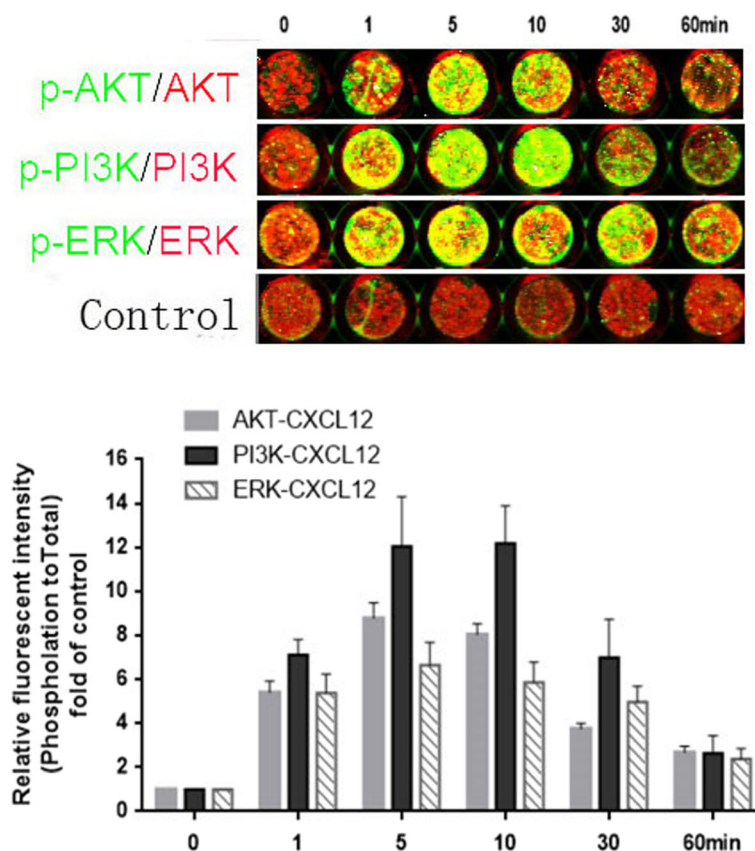 0 1 5 10 30 60min
p-AKT/AKT
p-PI3K/PI3K
p-ERK/ERK
Control
AKT-CXCL12
PI3K-CXCL12
ERK-CXCL12
Relative fluorescent intensity
(Phospholation toTotal)
fold of control
16
14
12
10
8
6
4
2
0
0 1 5 10 30 60min